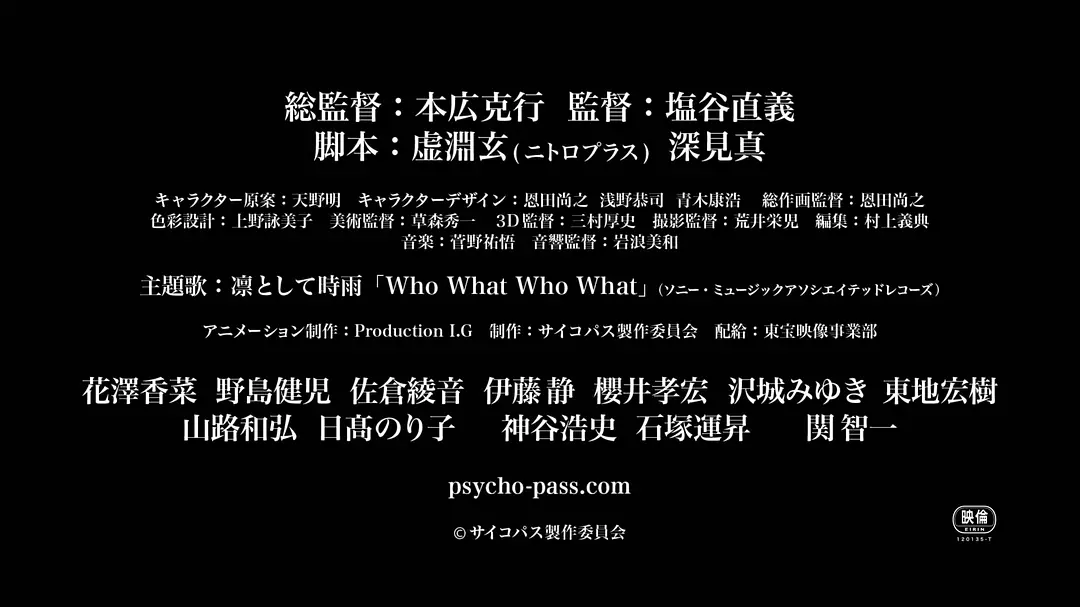 総監督：本広克行 監督：塩谷直義
脚本：虚淵玄(ニトロプラス) 深見真
キャラクター原案：天野明 キャラクターデザイン：恩田尚之 浅野恭司 青木康浩 総作画監督：恩田尚之
色彩設計：上野詠美子 美術監督：草森秀一 3D監督：三村厚史 撮影監督：荒井栄児 編集：村上義典
音楽：菅野祐悟 音響監督：岩浪美和
主題歌：凛として時雨「Who What Who What」(ソニー・ミュージックアソシエイテッドレコーズ)
アニメーション制作：Production I.G 制作：サイコパス製作委員会 配給：東宝映像事業部
花澤香菜 野島健児 佐倉綾音 伊藤静 櫻井孝宏 沢城みゆき 東地宏樹
山路和弘 日髙のり子 神谷浩史 石塚運昇 関智一
psycho-pass.com
©サイコパス製作委員会
映倫
EIRIN
120135-T